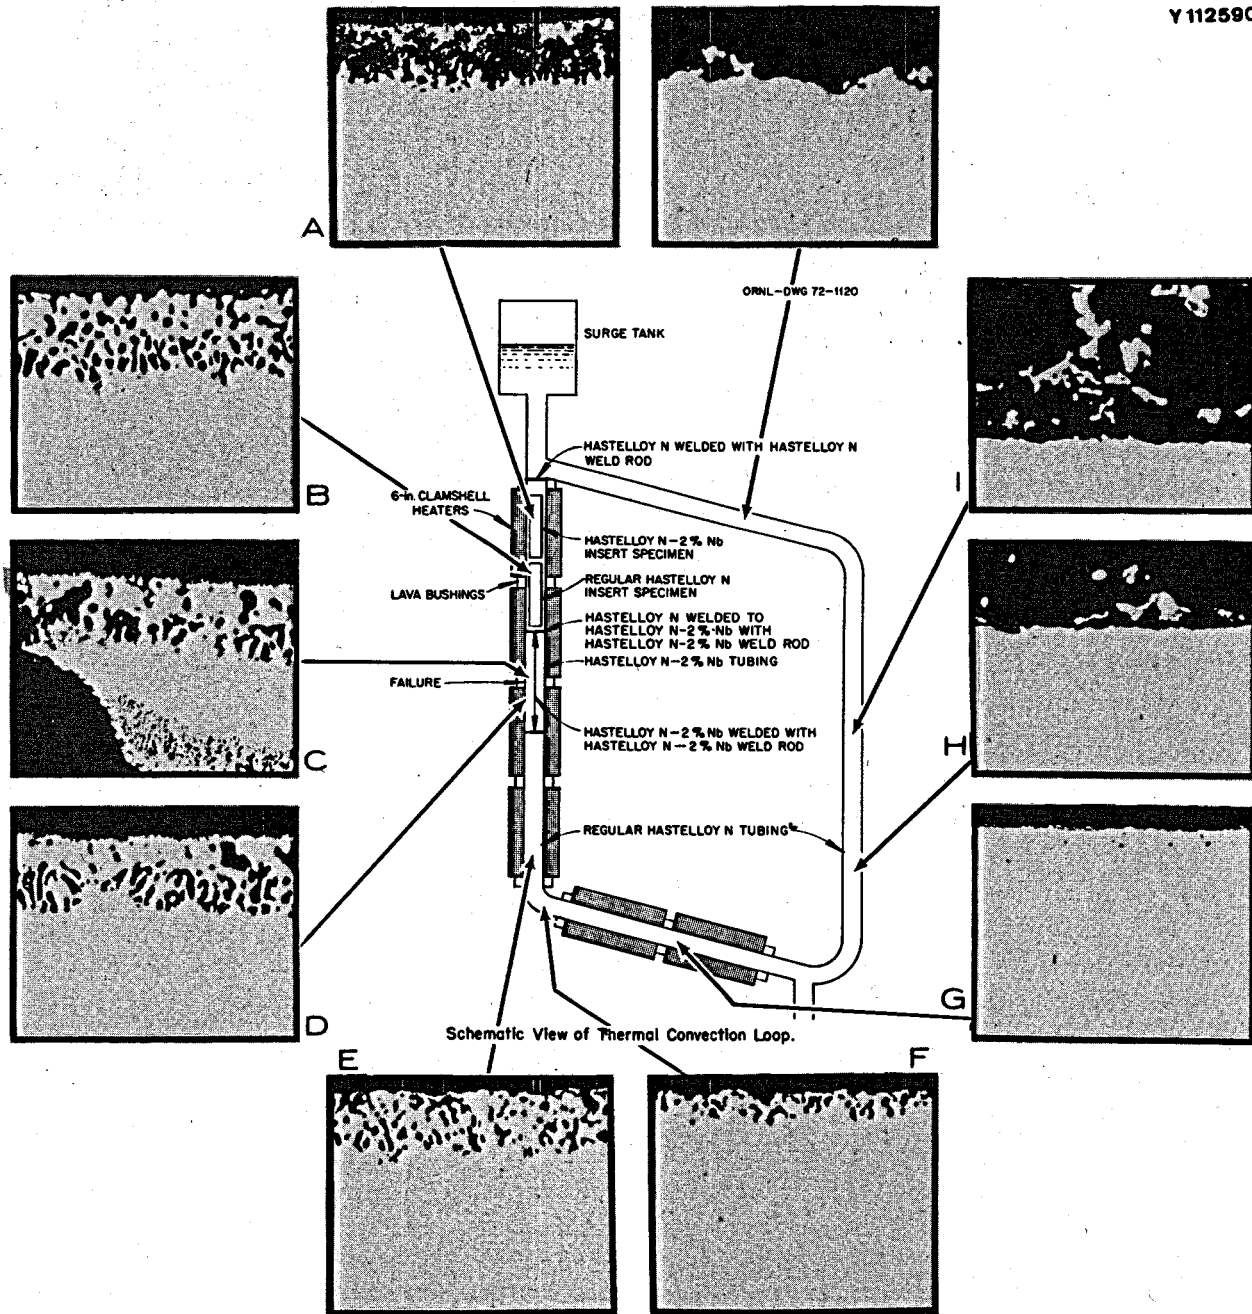 Y 112590
A
ORNL-DWG 72-1120
SURGE TANK
HASTELLOY N WELDED WITH HASTELLOY N
WELD ROD
B
I
6-in. CLAMSHELL
HEATERS
HASTELLOY N-2% Nb
INSERT SPECIMEN
LAVA BUSHINGS
REGULAR HASTELLOY N
INSERT SPECIMEN
HASTELLOY N WELDED TO
HASTELLOY N-2%-Nb WITH
HASTELLOY N-2% Nb WELD ROD
HASTELLOY N-2% Nb TUBING
FAILURE
HASTELLOY N-2% Nb WELDED WITH
HASTELLOY N-2% Nb WELD ROD
C
H
REGULAR HASTELLOY N TUBING
D
G
Schematic View of Thermal Convection Loop.
E
F